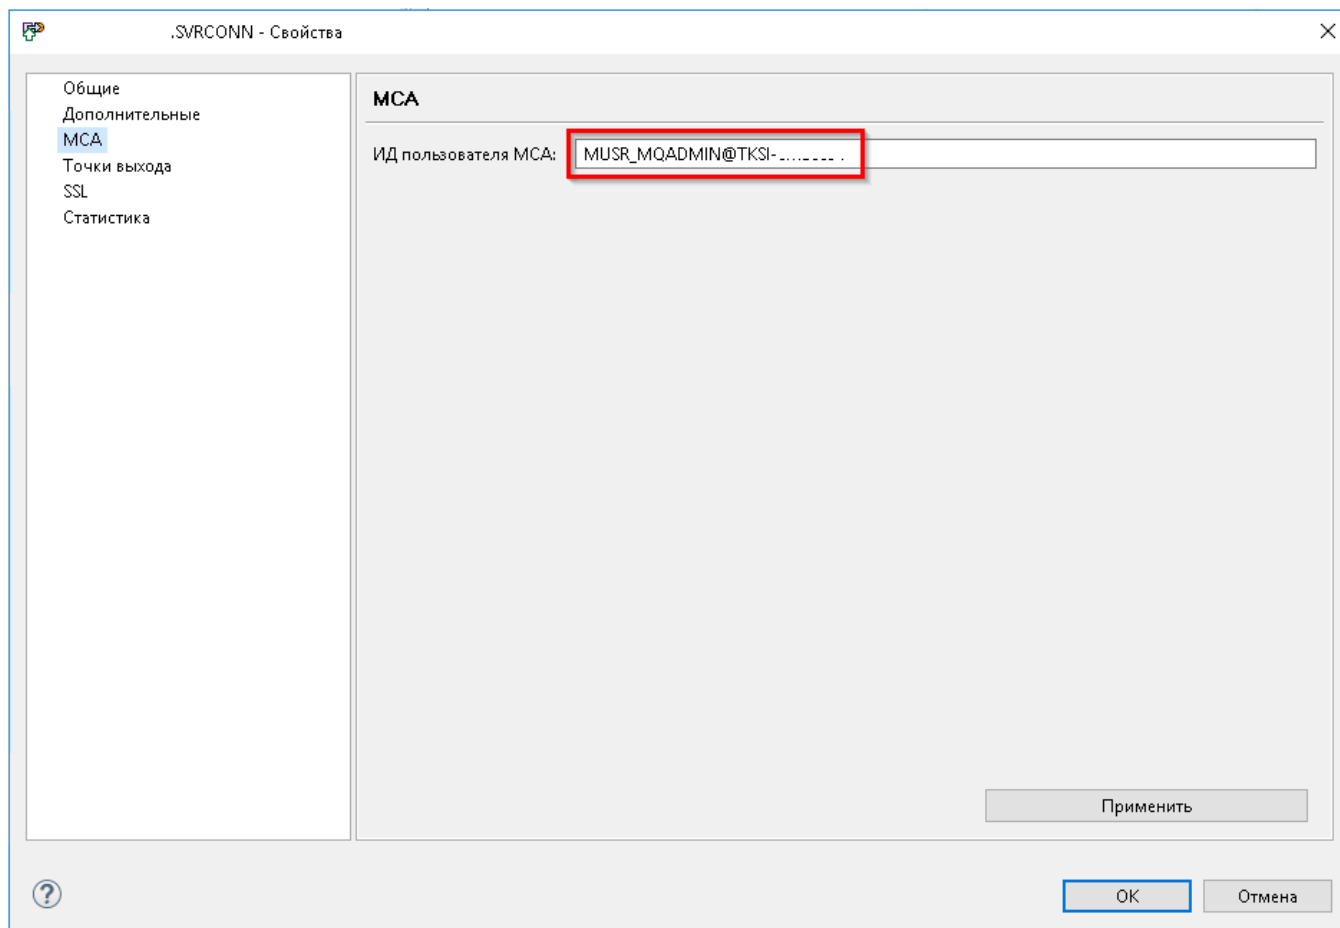 .SVRCONN - Свойства
Общие
Дополнительные
MCA
Точки выхода
SSL
Статистика
MCA
ИД пользователя MCA: MUSR_MQADMIN@TKSI-
Применить
OK
Отмена